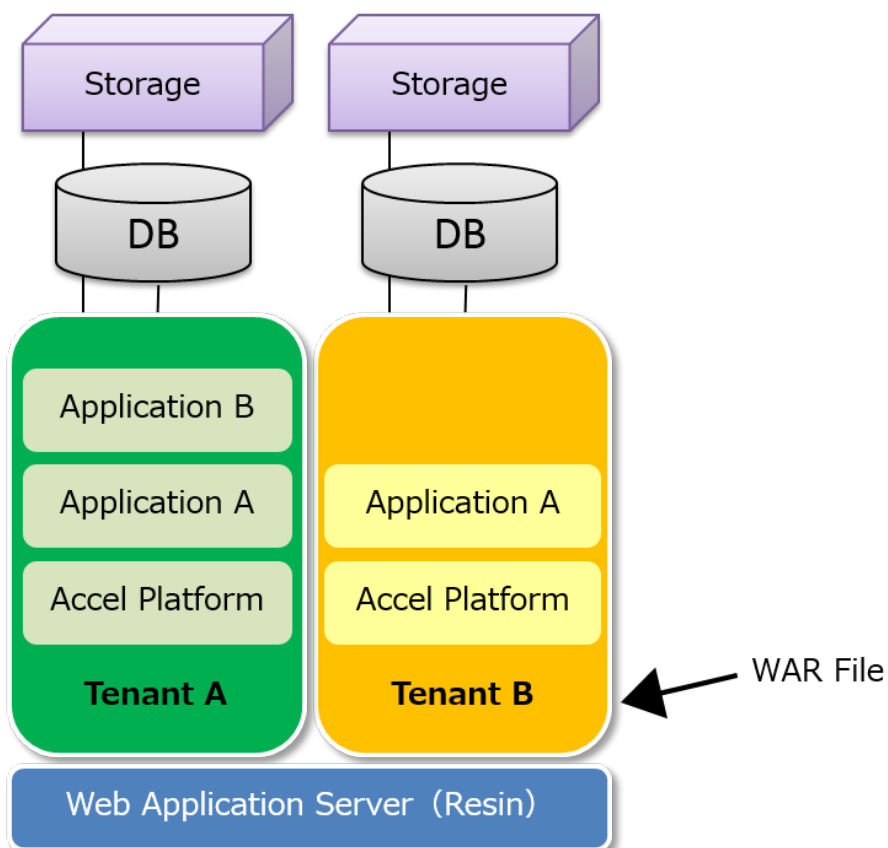 Storage
Storage
DB
DB
Application B
Application A
Application A
Accel Platform
Accel Platform
Tenant A
Tenant B
WAR File
Web Application Server（Resin）